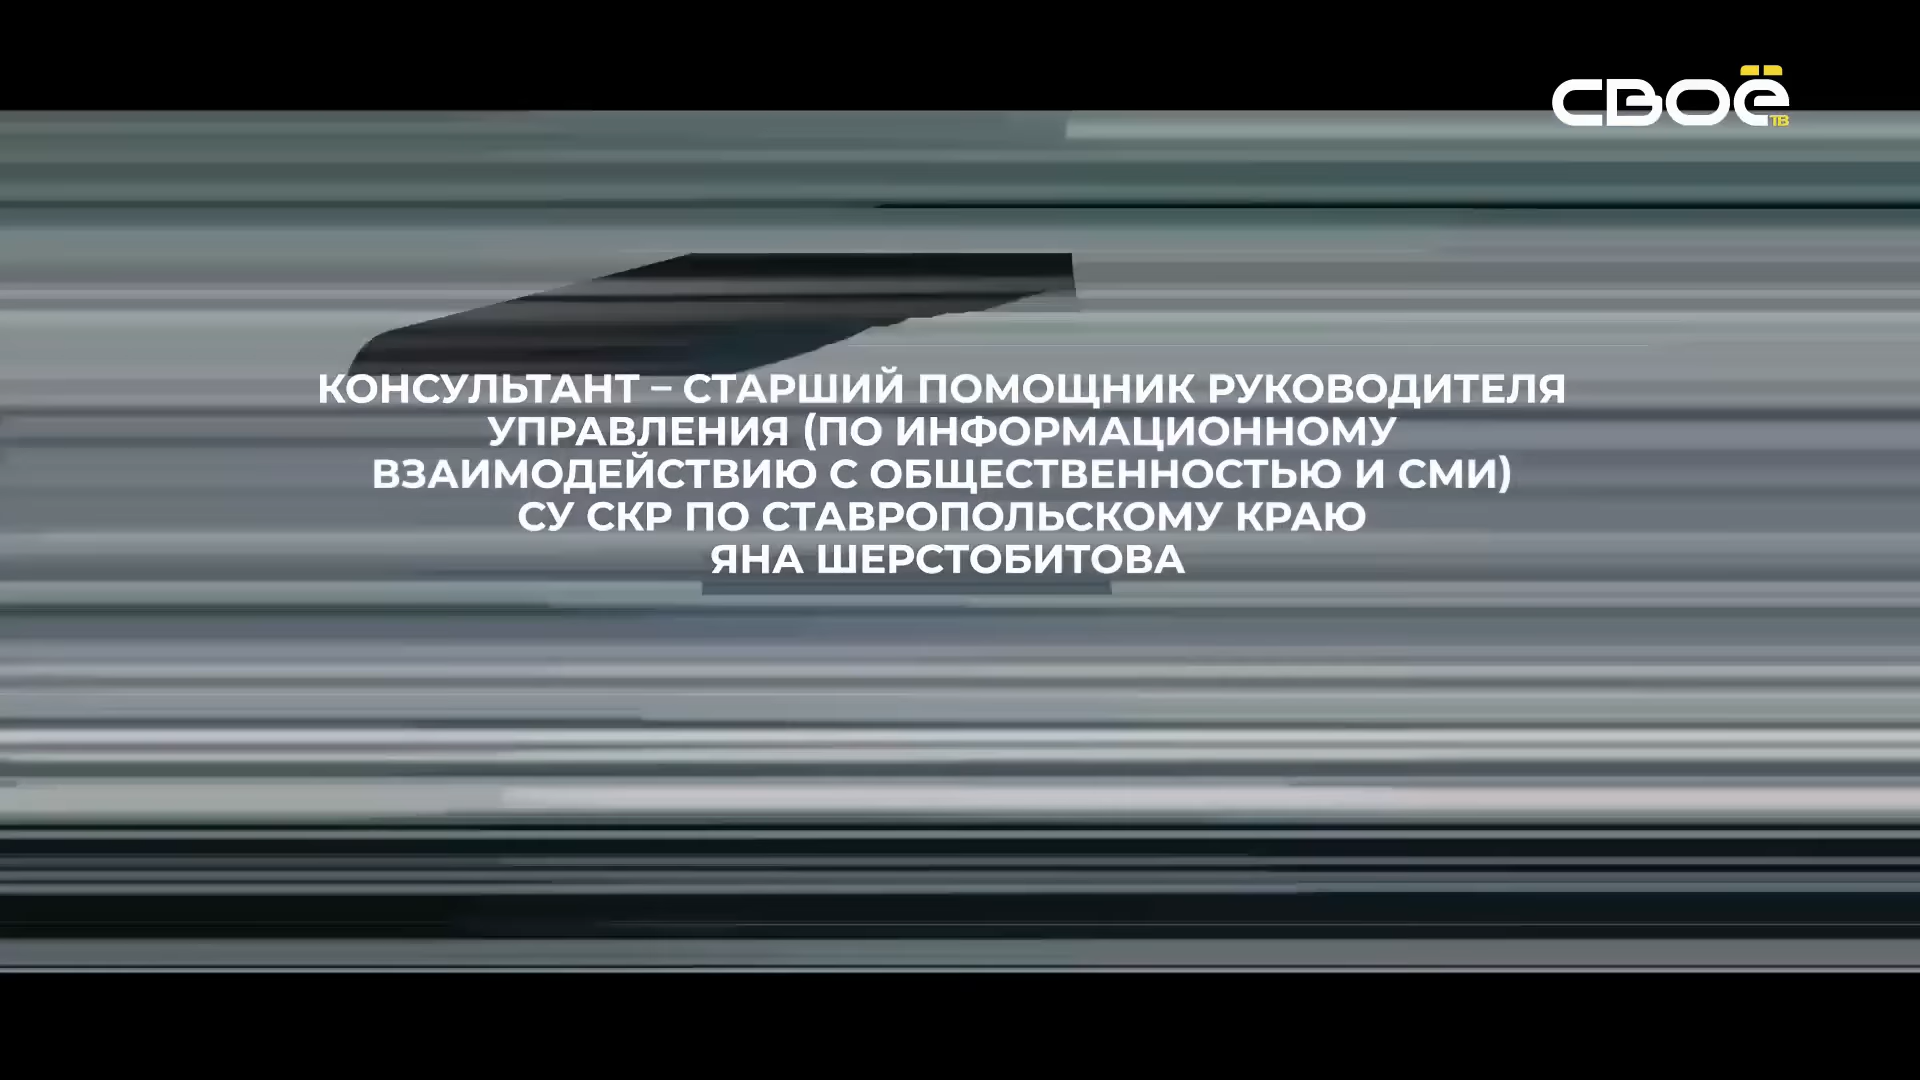 СВОЁ
ТВ
КОНСУЛЬТАНТ – СТАРШИЙ ПОМОЩНИК РУКОВОДИТЕЛЯ
УПРАВЛЕНИЯ (ПО ИНФОРМАЦИОННОМУ
ВЗАИМОДЕЙСТВИЮ С ОБЩЕСТВЕННОСТЬЮ И СМИ)
СУ СКР ПО СТАВРОПОЛЬСКОМУ КРАЮ
ЯНА ШЕРСТОБИТОВА